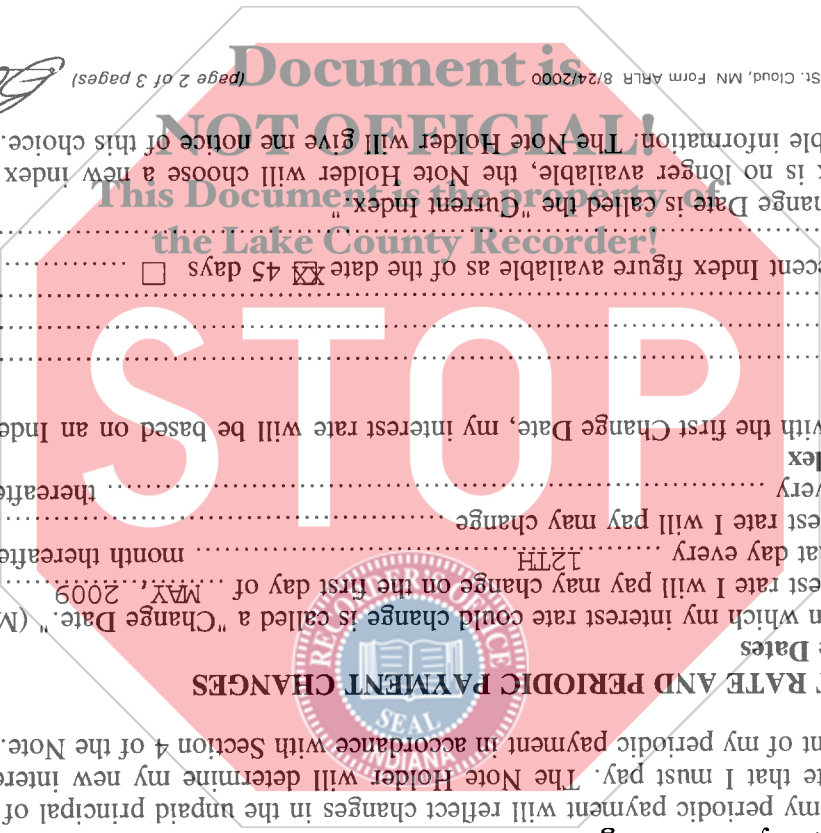 Document is
NOT OFFICIAL!
This Document is the property of
the Lake County Recorder!
STOP
RECORDER'S OFFICE
SEAL
INDIANA
my periodic payment will reflect changes in the unpaid principal of
te that I must pay. The Note Holder will determine my new intere
nt of my periodic payment in accordance with Section 4 of the Note.
RATE AND PERIODIC PAYMENT CHANGES
e Dates
n which my interest rate could change is called a "Change Date." (M
est rate I will pay may change on the first day of MAY, 2009
at day every 12TH month thereafte
est rate I will pay may change
very thereafte
dex
with the first Change Date, my interest rate will be based on an Inde
ecent Index figure available as of the date XX 45 days ☐
hange Date is called the "Current Index."
x is no longer available, the Note Holder will choose a new index
ble information. The Note Holder will give me notice of this choice.
St. Cloud, MN Form ARLR 8/24/2000 (page 2 of 3 pages)